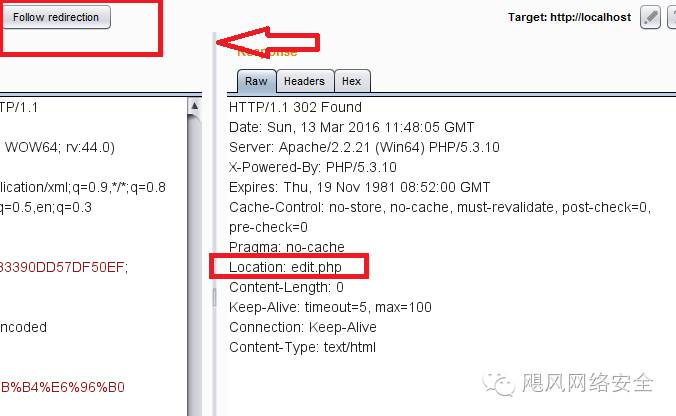 Follow redirection
Target: http://localhost
Response
Raw
Headers
Hex
TP/1.1
WOW64; rv:44.0)
lication/xml;q=0.9,*/*;q=0.8
q=0.5,en;q=0.3
33390DD57DF50EF;
ncoded
B%B4%E6%96%B0
HTTP/1.1 302 Found
Date: Sun, 13 Mar 2016 11:48:05 GMT
Server: Apache/2.2.21 (Win64) PHP/5.3.10
X-Powered-By: PHP/5.3.10
Expires: Thu, 19 Nov 1981 08:52:00 GMT
Cache-Control: no-store, no-cache, must-revalidate, post-check=0,
pre-check=0
Pragma: no-cache
Location: edit.php
Content-Length: 0
Keep-Alive: timeout=5, max=100
Connection: Keep-Alive
Content-Type: text/html
飓风网络安全